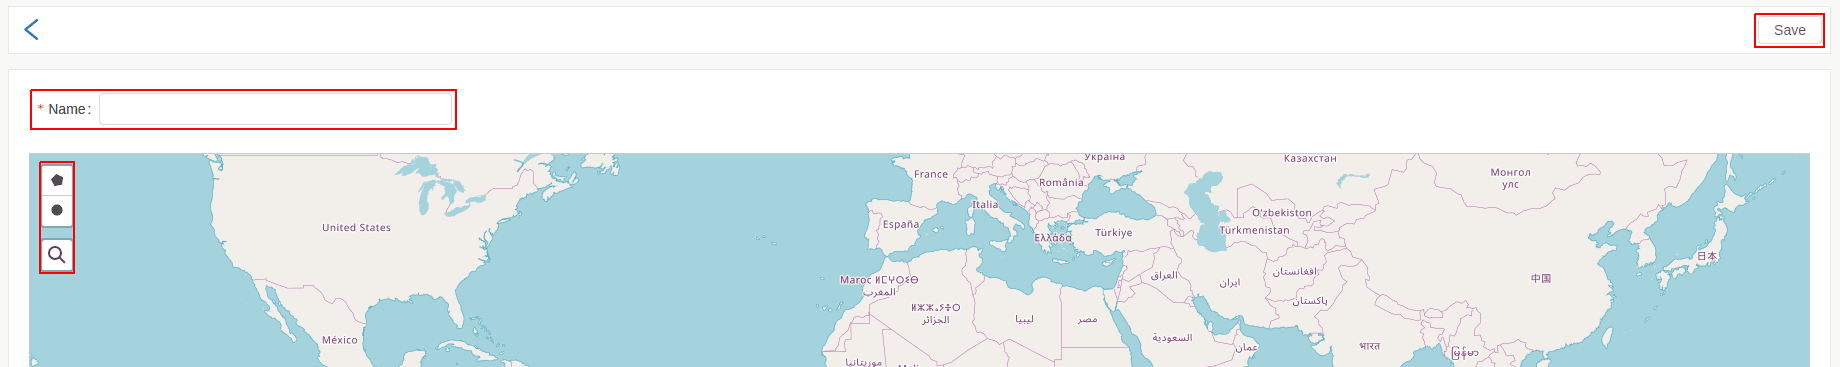 Save
* Name:
United States
México
France
España
Italia
România
Україна
Ελλάδα
Türkiye
Казахстан
Монгол
улс
O'zbekiston
Türkmenistan
افغانستان
ایران
العراق
پاکستان
中国
日本
Maroc ⵍⵎⵖⵔⵉⴱ
المغرب
الجزائر
ليبيا
مصر
السعودية
عمان
موريتانيا
भारत